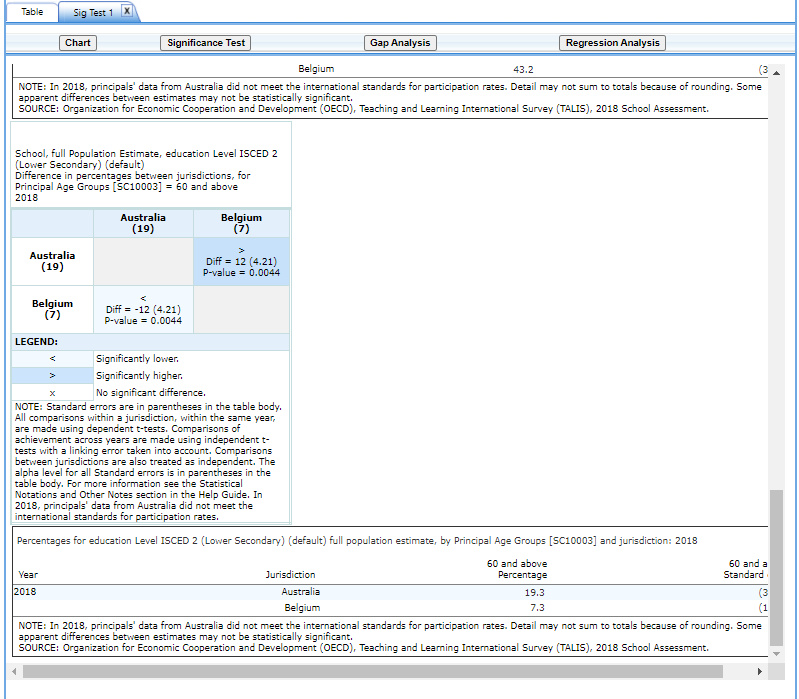 Table
Sig Test 1 X
Chart
Significance Test
Gap Analysis
Regression Analysis
Belgium 43.2 (3
NOTE: In 2018, principals' data from Australia did not meet the international standards for participation rates. Detail may not sum to totals because of rounding. Some
apparent differences between estimates may not be statistically significant.
SOURCE: Organization for Economic Cooperation and Development (OECD), Teaching and Learning International Survey (TALIS), 2018 School Assessment.
School, full Population Estimate, education Level ISCED 2
(Lower Secondary) (default)
Difference in percentages between jurisdictions, for
Principal Age Groups [SC10003] = 60 and above
2018
Australia Belgium
(19) (7)
Australia
(19)
>
Diff = 12 (4.21)
P-value = 0.0044
Belgium
(7)
<
Diff = -12 (4.21)
P-value = 0.0044
LEGEND:
< Significantly lower.
> Significantly higher.
x No significant difference.
NOTE: Standard errors are in parentheses in the table body.
All comparisons within a jurisdiction, within the same year,
are made using dependent t-tests. Comparisons of
achievement across years are made using independent t-
tests with a linking error taken into account. Comparisons
between jurisdictions are also treated as independent. The
alpha level for all Standard errors is in parentheses in the
table body. For more information see the Statistical
Notations and Other Notes section in the Help Guide. In
2018, principals' data from Australia did not meet the
international standards for participation rates.
Percentages for education Level ISCED 2 (Lower Secondary) (default) full population estimate, by Principal Age Groups [SC10003] and jurisdiction: 2018
60 and above 60 and a
Year Jurisdiction Percentage Standard
2018 Australia 19.3 (3
Belgium 7.3 (1
NOTE: In 2018, principals' data from Australia did not meet the international standards for participation rates. Detail may not sum to totals because of rounding. Some
apparent differences between estimates may not be statistically significant.
SOURCE: Organization for Economic Cooperation and Development (OECD), Teaching and Learning International Survey (TALIS), 2018 School Assessment.